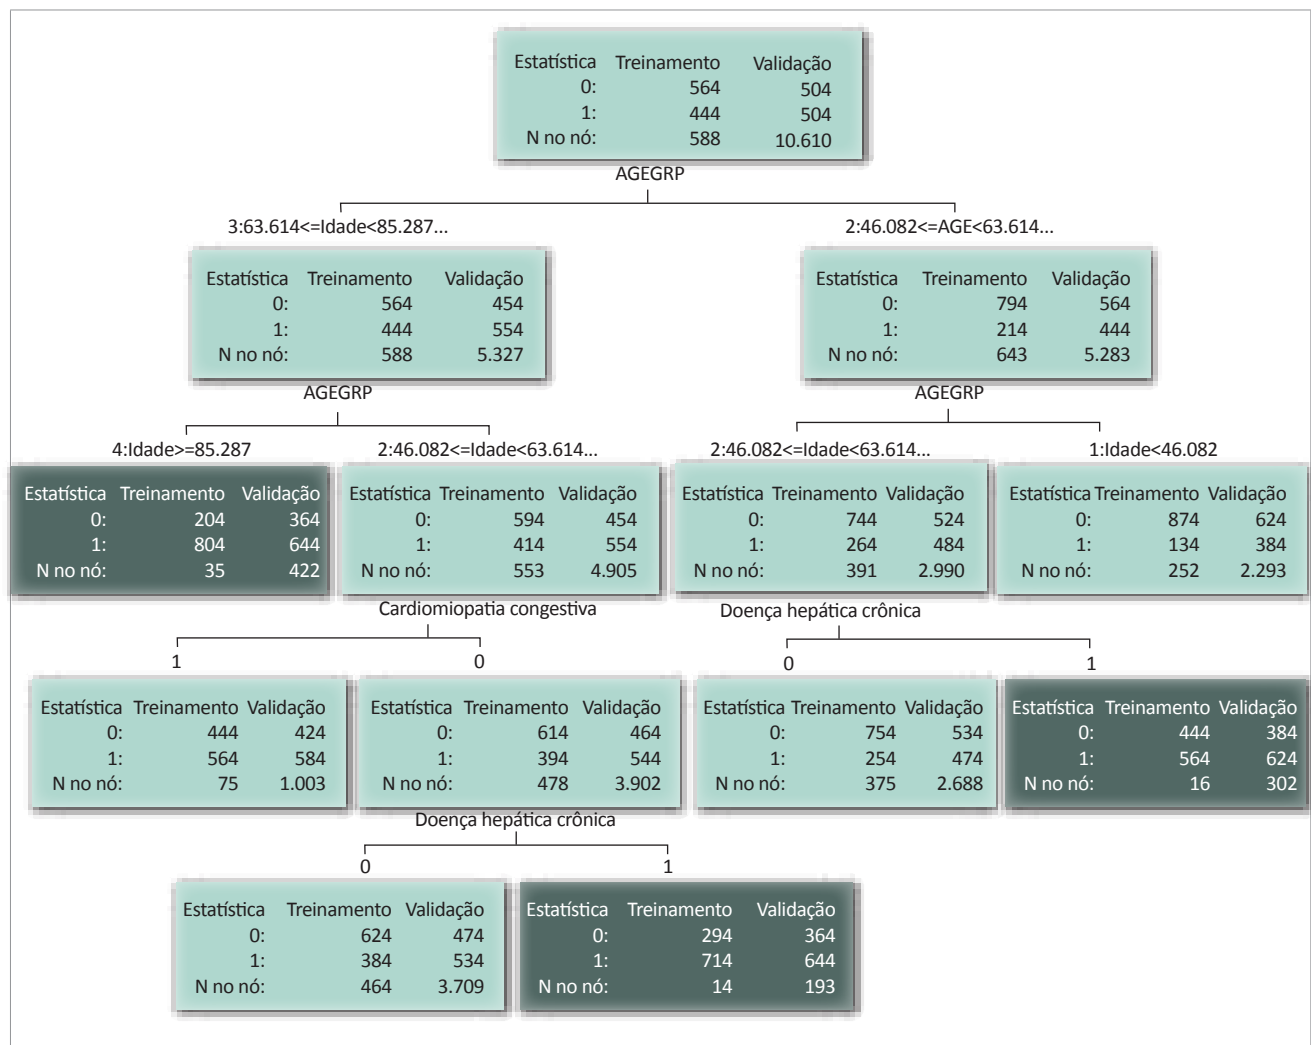 Estatística Treinamento Validação
0: 564 504
1: 444 504
N no nó: 588 10.610
AGEGRP
3:63.614<=Idade<85.287... 2:46.082<=AGE<63.614...
Estatística Treinamento Validação
0: 564 454
1: 444 554
N no nó: 588 5.327
Estatística Treinamento Validação
0: 794 564
1: 214 444
N no nó: 643 5.283
AGEGRP AGEGRP
4:Idade>=85.287 2:46.082<=Idade<63.614... 2:46.082<=Idade<63.614... 1:Idade<46.082
Estatística Treinamento Validação
0: 204 364
1: 804 644
N no nó: 35 422
Estatística Treinamento Validação
0: 594 454
1: 414 554
N no nó: 553 4.905
Estatística Treinamento Validação
0: 744 524
1: 264 484
N no nó: 391 2.990
Estatística Treinamento Validação
0: 874 624
1: 134 384
N no nó: 252 2.293
Cardiomiopatia congestiva Doença hepática crônica
1 0 0 1
Estatística Treinamento Validação
0: 444 424
1: 564 584
N no nó: 75 1.003
Estatística Treinamento Validação
0: 614 464
1: 394 544
N no nó: 478 3.902
Estatística Treinamento Validação
0: 754 534
1: 254 474
N no nó: 375 2.688
Estatística Treinamento Validação
0: 444 384
1: 564 624
N no nó: 16 302
Doença hepática crônica
0 1
Estatística Treinamento Validação
0: 624 474
1: 384 534
N no nó: 464 3.709
Estatística Treinamento Validação
0: 294 364
1: 714 644
N no nó: 14 193